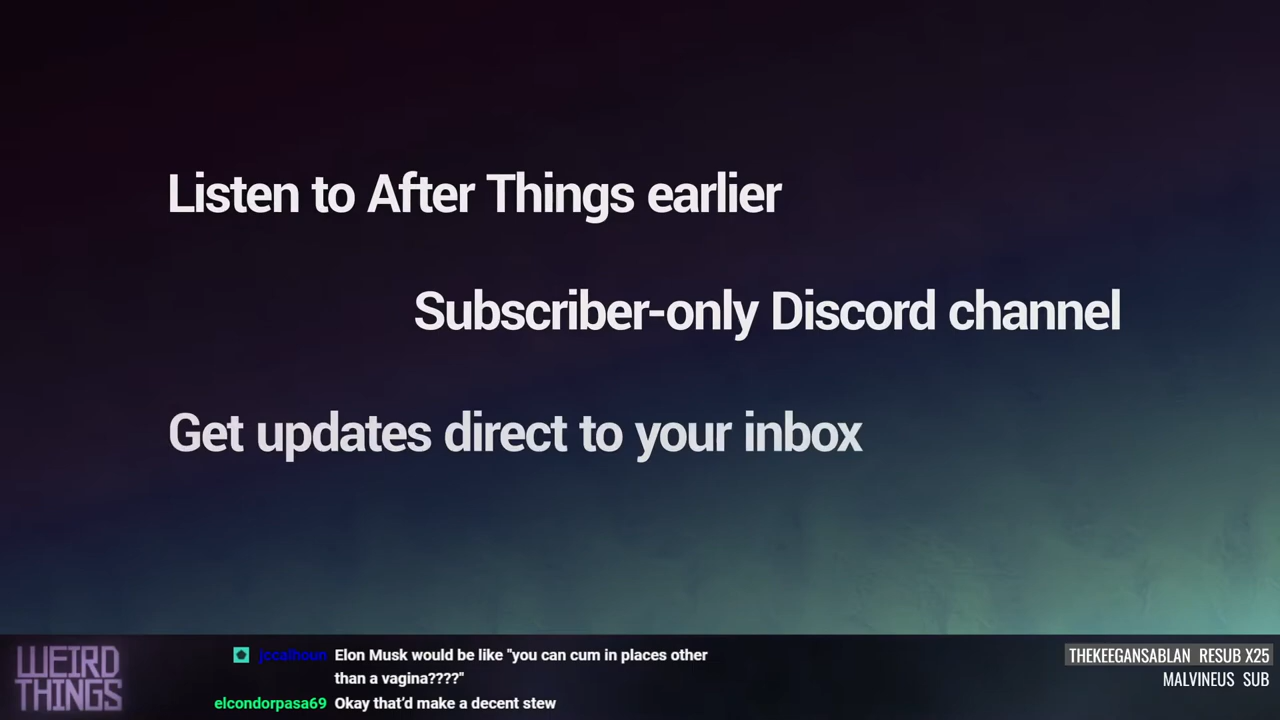 Listen to After Things earlier
Subscriber-only Discord channel
Get updates direct to your inbox
WEIRD
THINGS
jccalhoun Elon Musk would be like "you can cum in places other
than a vagina????"
elcondorpasa69 Okay that'd make a decent stew
THEKEEGANSABLAN RESUB X25
MALVINEUS SUB